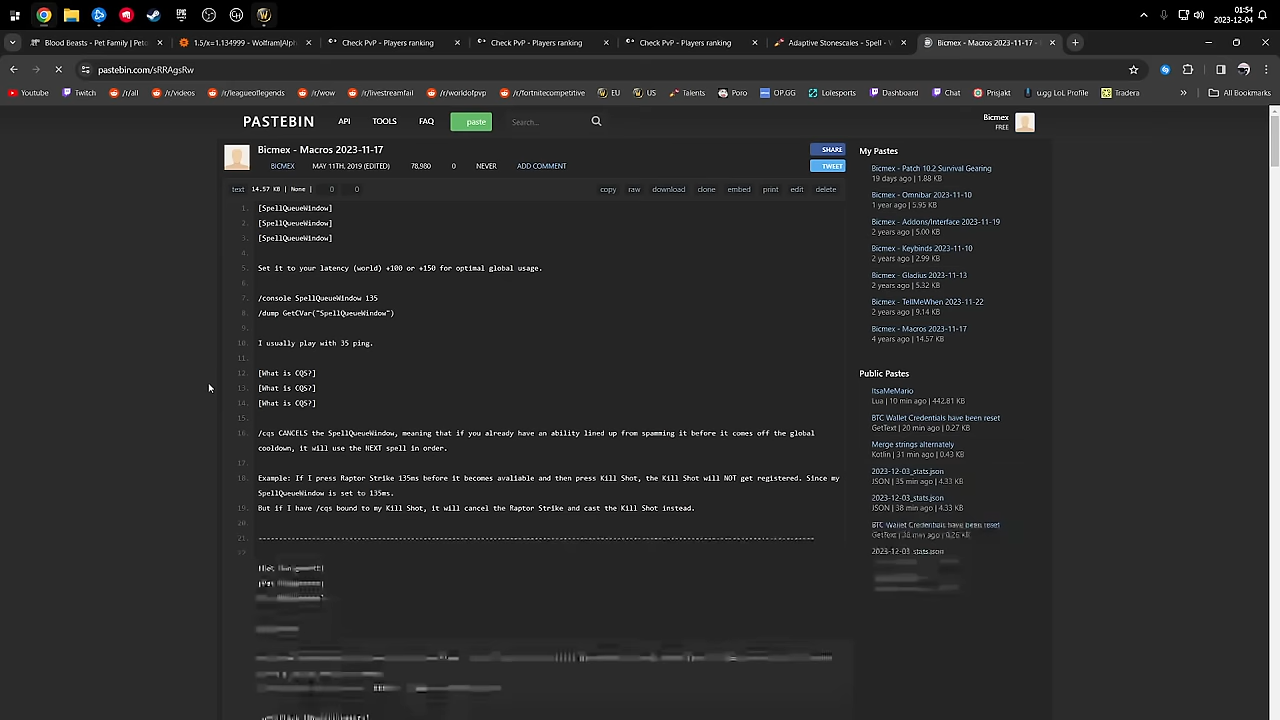 01:54
2023-12-04
Blood Beasts - Pet Family | Petop
1.5/x=1.134999 - Wolfram|Alph
Check PvP - Players ranking
Check PvP - Players ranking
Check PvP - Players ranking
Adaptive Stonescales - Spell - W
Bicmex - Macros 2023-11-17 -
pastebin.com/sRRAgsRw
Youtube
Twitch
/r/all
/r/videos
/r/leagueoflegends
/r/wow
/r/livestreamfail
/r/worldofpvp
/r/fortnitecompetitive
EU
US
Talents
Poro
OP.GG
Lolesports
Dashboard
Chat
Prisjakt
u.gg LoL Profile
Tradera
All Bookmarks
PASTEBIN
API
TOOLS
FAQ
paste
Search...
Bicmex
FREE
Bicmex - Macros 2023-11-17
BICMEX
MAY 11TH, 2019 (EDITED)
78,980
0
NEVER
ADD COMMENT
SHARE
TWEET
text 14.57 KB | None | 0 0
copy raw download clone embed print edit delete
1. [SpellQueueWindow]
2. [SpellQueueWindow]
3. [SpellQueueWindow]
4.
5. Set it to your latency (world) +100 or +150 for optimal global usage.
6.
7. /console SpellQueueWindow 135
8. /dump GetCVar("SpellQueueWindow")
9.
10. I usually play with 35 ping.
11.
12. [What is CQS?]
13. [What is CQS?]
14. [What is CQS?]
15.
16. /cqs CANCELS the SpellQueueWindow, meaning that if you already have an ability lined up from spamming it before it comes off the global
cooldown, it will use the NEXT spell in order.
17.
18. Example: If I press Raptor Strike 135ms before it becomes avaliable and then press Kill Shot, the Kill Shot will NOT get registered. Since my
SpellQueueWindow is set to 135ms.
19. But if I have /cqs bound to my Kill Shot, it will cancel the Raptor Strike and cast the Kill Shot instead.
20.
21. ----------------------------------------------------------------------------------------------------
My Pastes
Bicmex - Patch 10.2 Survival Gearing
19 days ago | 1.88 KB
Bicmex - Omnibar 2023-11-10
1 year ago | 5.95 KB
Bicmex - Addons/Interface 2023-11-19
2 years ago | 5.00 KB
Bicmex - Keybinds 2023-11-10
2 years ago | 2.99 KB
Bicmex - Gladius 2023-11-13
2 years ago | 5.32 KB
Bicmex - TellMeWhen 2023-11-22
2 years ago | 9.14 KB
Bicmex - Macros 2023-11-17
4 years ago | 14.57 KB
Public Pastes
ItsaMeMario
Lua | 10 min ago | 442.81 KB
BTC Wallet Credentials have been reset
GetText | 20 min ago | 0.27 KB
Merge strings alternately
Kotlin | 31 min ago | 0.43 KB
2023-12-03_stats.json
JSON | 35 min ago | 4.33 KB
2023-12-03_stats.json
JSON | 38 min ago | 4.33 KB
BTC Wallet Credentials have been reset
GetText | 38 min ago | 0.26 KB
2023-12-03_stats.json